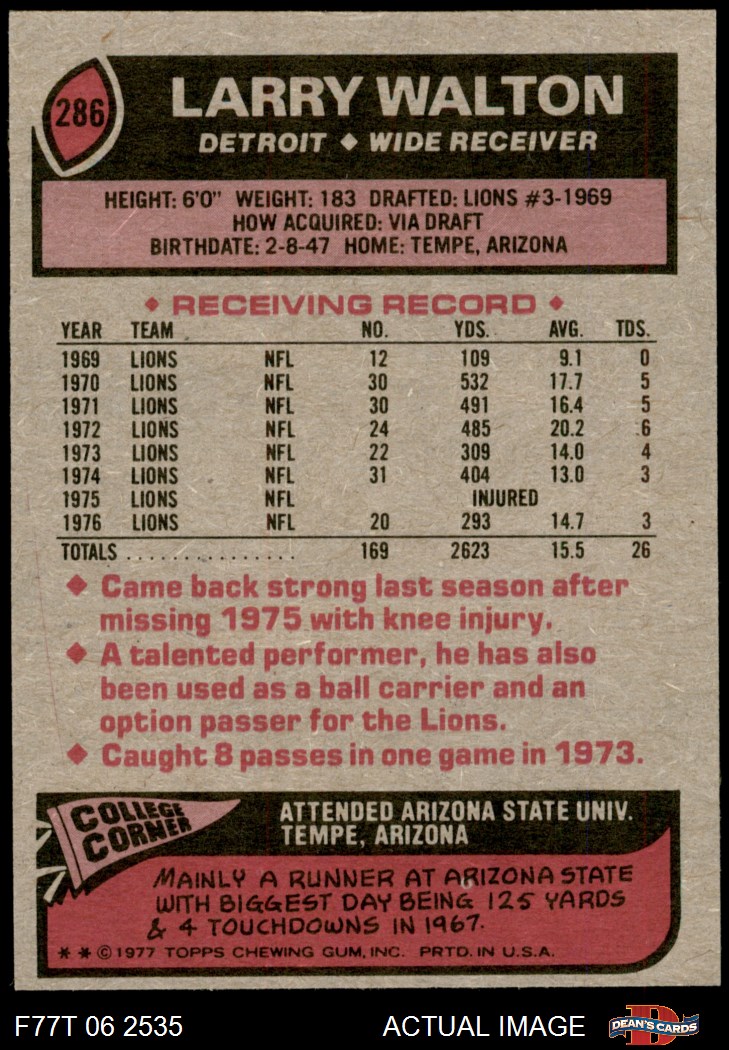 286
LARRY WALTON
DETROIT ◆ WIDE RECEIVER
HEIGHT: 6'0" WEIGHT: 183 DRAFTED: LIONS #3-1969
HOW ACQUIRED: VIA DRAFT
BIRTHDATE: 2-8-47 HOME: TEMPE, ARIZONA
◆ RECEIVING RECORD ◆
YEAR TEAM NO. YDS. AVG. TDS.
1969 LIONS NFL 12 109 9.1 0
1970 LIONS NFL 30 532 17.7 5
1971 LIONS NFL 30 491 16.4 5
1972 LIONS NFL 24 485 20.2 6
1973 LIONS NFL 22 309 14.0 4
1974 LIONS NFL 31 404 13.0 3
1975 LIONS NFL INJURED
1976 LIONS NFL 20 293 14.7 3
TOTALS . . . . . . . . . . . . . . . 169 2623 15.5 26
◆ Came back strong last season after
missing 1975 with knee injury.
◆ A talented performer, he has also
been used as a ball carrier and an
option passer for the Lions.
◆ Caught 8 passes in one game in 1973.
COLLEGE
CORNER
ATTENDED ARIZONA STATE UNIV.
TEMPE, ARIZONA
MAINLY A RUNNER AT ARIZONA STATE
WITH BIGGEST DAY BEING 125 YARDS
& 4 TOUCHDOWNS IN 1967.
* * © 1977 TOPPS CHEWING GUM, INC. PRTD. IN U.S.A.
F77T 06 2535 ACTUAL IMAGE D DEAN'S CARDS